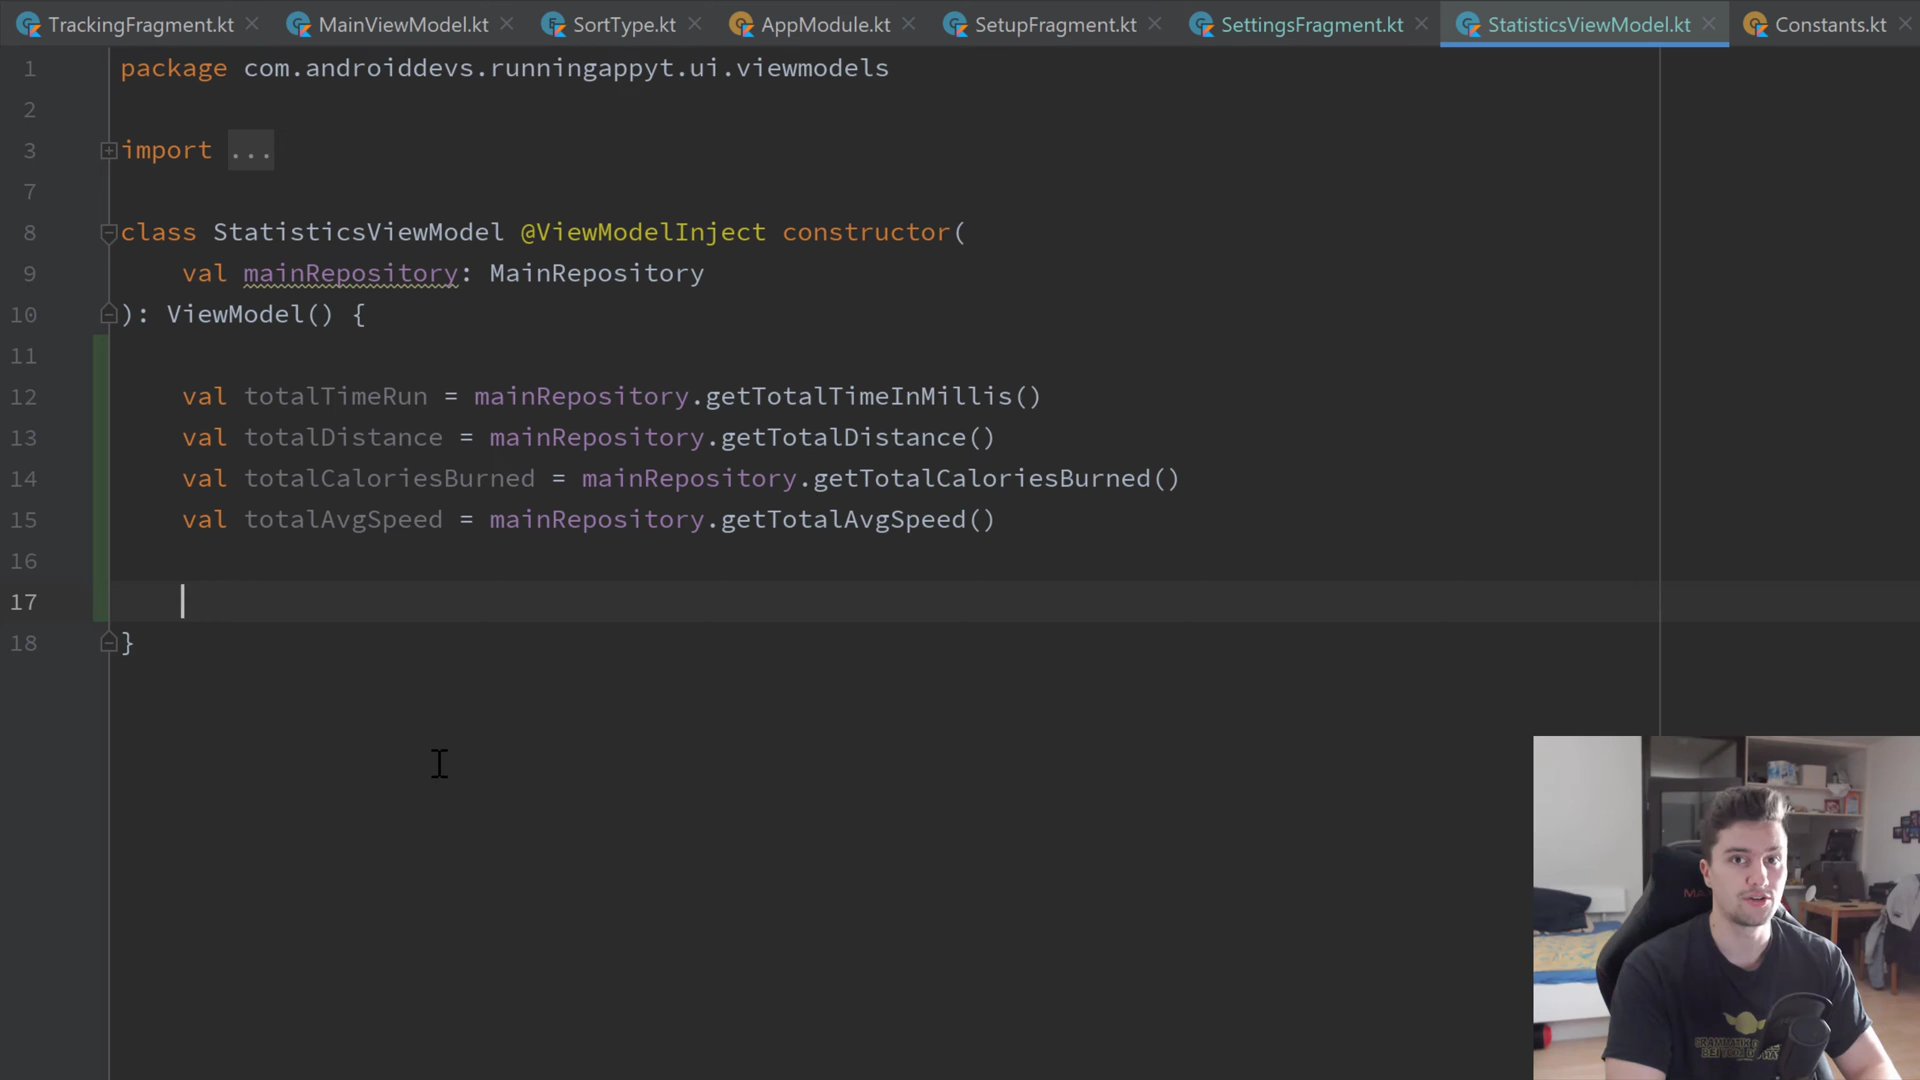 TrackingFragment.kt MainViewModel.kt SortType.kt AppModule.kt SetupFragment.kt SettingsFragment.kt StatisticsViewModel.kt Constants.kt
1 package com.androiddevs.runningappyt.ui.viewmodels
2
3 import ...
7
8 class StatisticsViewModel @ViewModelInject constructor(
9 val mainRepository: MainRepository
10 ): ViewModel() {
11
12 val totalTimeRun = mainRepository.getTotalTimeInMillis()
13 val totalDistance = mainRepository.getTotalDistance()
14 val totalCaloriesBurned = mainRepository.getTotalCaloriesBurned()
15 val totalAvgSpeed = mainRepository.getTotalAvgSpeed()
16
17
18 }